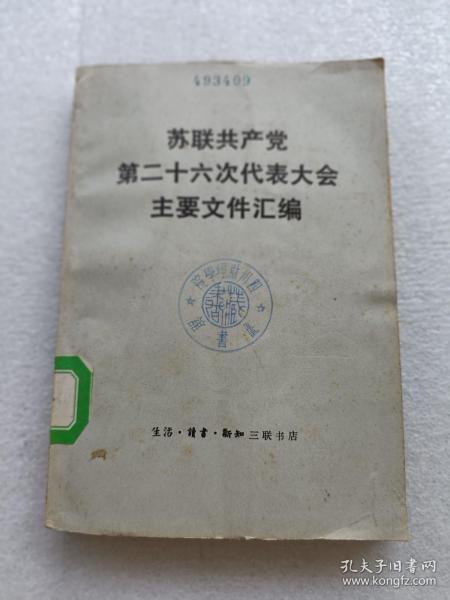 493409
苏联共产党
第二十六次代表大会
主要文件汇编
生活·讀書·新知三联书店
孔夫子旧书网
www.kongfz.com